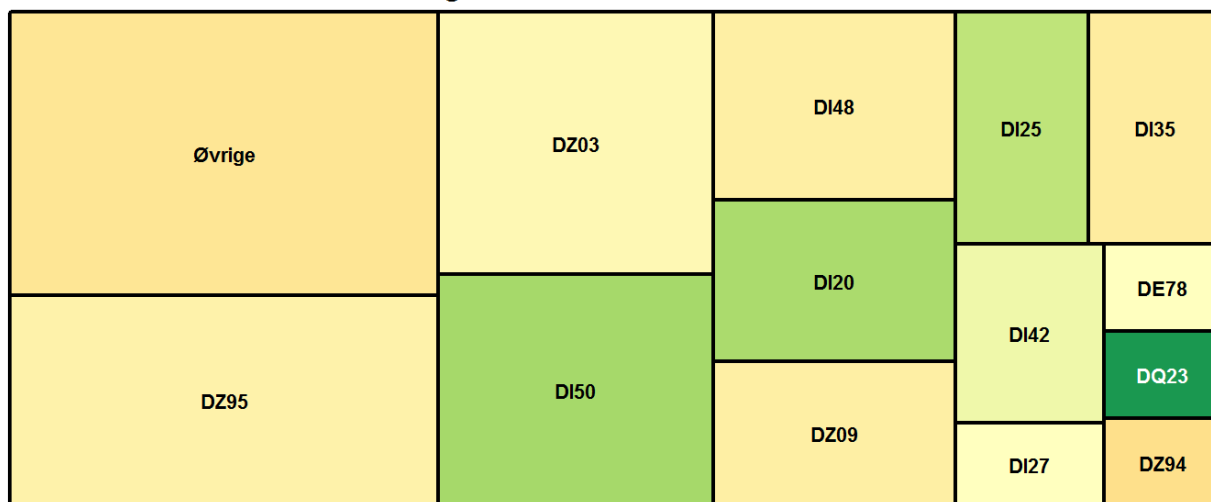 Øvrige
DZ95
DZ03
DI50
DI48
DI20
DZ09
DI25
DI35
DI42
DI27
DE78
DQ23
DZ94